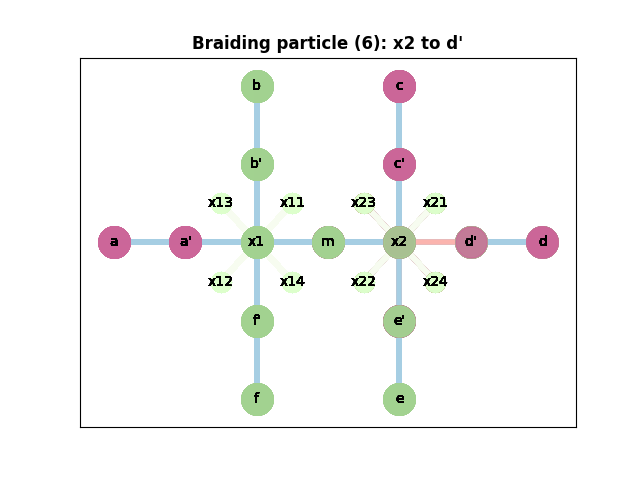 Braiding particle (6): x2 to d'
b c
b' c'
x13 x11 x23 x21
a a' x1 m x2 d' d
x12 x14 x22 x24
f' e'
f e